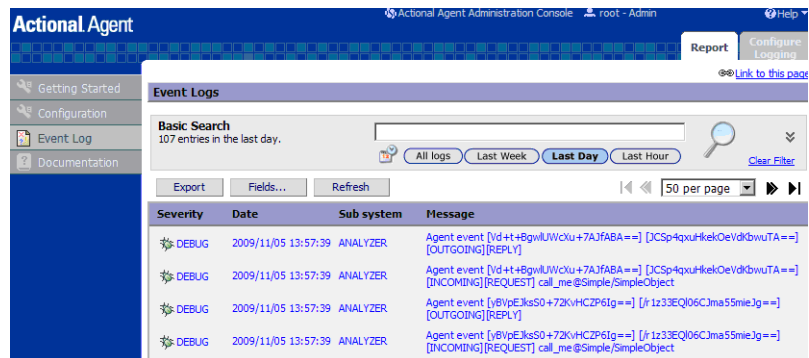 Actional Agent Administration Console root - Admin Help
Actional Agent
Report
Configure Logging
Link to this page
Getting Started
Configuration
Event Log
Documentation
Event Logs
Basic Search
107 entries in the last day.
All logs Last Week Last Day Last Hour
Clear Filter
Export Fields... Refresh 50 per page
Severity Date Sub system Message
DEBUG 2009/11/05 13:57:39 ANALYZER Agent event [Vd+t+BgwlUWcXu+7AJfABA==] [JCSp4qxuHkekOeVdKbwuTA==]
[OUTGOING][REPLY]
DEBUG 2009/11/05 13:57:39 ANALYZER Agent event [Vd+t+BgwlUWcXu+7AJfABA==] [JCSp4qxuHkekOeVdKbwuTA==]
[INCOMING][REQUEST] call_me@Simple/SimpleObject
DEBUG 2009/11/05 13:57:39 ANALYZER Agent event [yBVpEJksS0+72KvHCZP6Ig==] [/r1z33EQl06CJma55mieJg==]
[OUTGOING][REPLY]
DEBUG 2009/11/05 13:57:39 ANALYZER Agent event [yBVpEJksS0+72KvHCZP6Ig==] [/r1z33EQl06CJma55mieJg==]
[INCOMING][REQUEST] call_me@Simple/SimpleObject